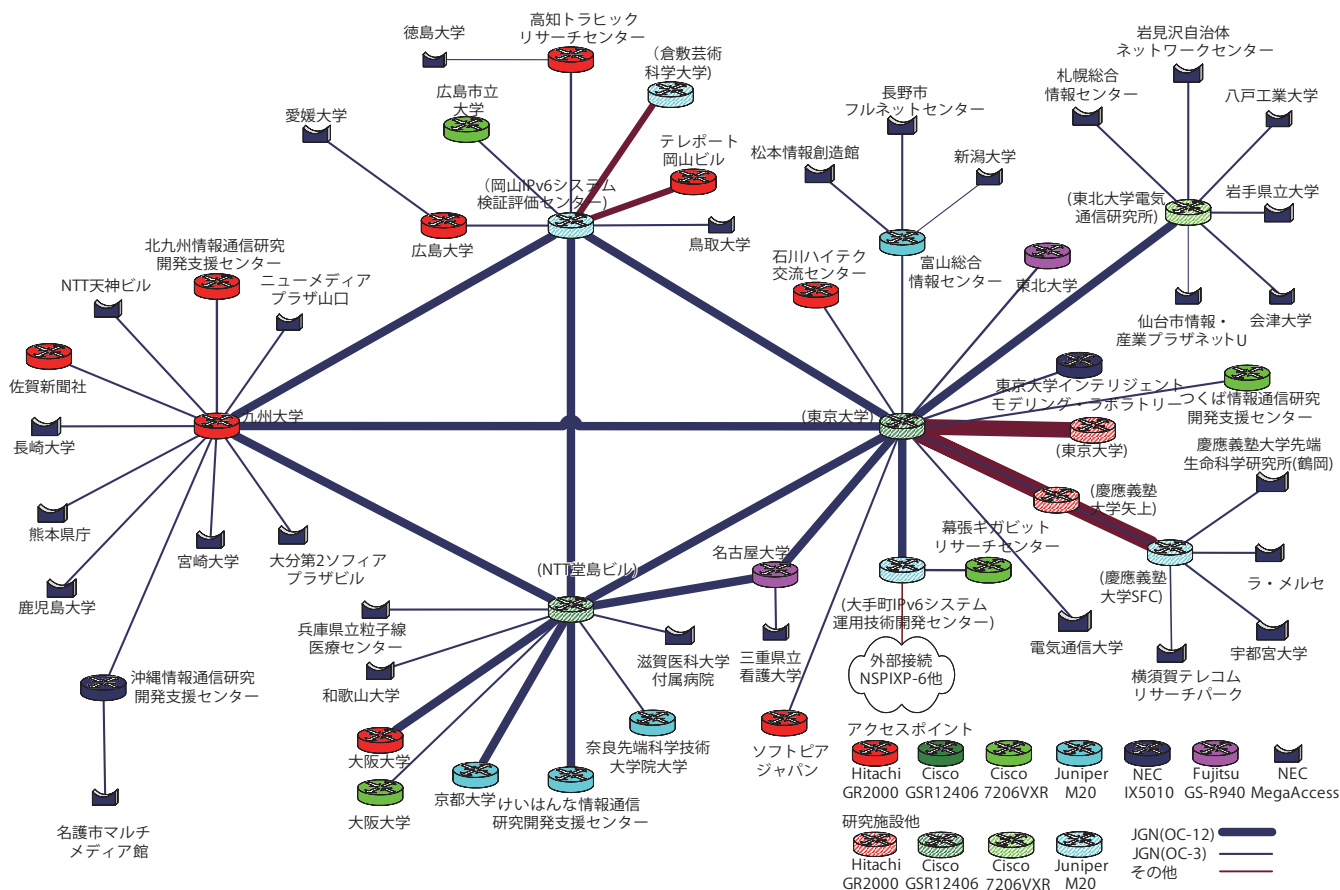 徳島大学
高知トラヒック
リサーチセンター
(倉敷芸術
科学大学)
広島市立
大学
愛媛大学
テレポート
岡山ビル
(岡山IPv6システム
検証評価センター)
広島大学
鳥取大学
長野市
フルネットセンター
松本情報創造館
新潟大学
富山総合
情報センター
石川ハイテク
交流センター
東北大学
岩見沢自治体
ネットワークセンター
札幌総合
情報センター
八戸工業大学
(東北大学電気
通信研究所)
岩手県立大学
仙台市情報・
産業プラザネットU
会津大学
北九州情報通信研究
開発支援センター
NTT天神ビル
ニューメディア
プラザ山口
佐賀新聞社
九州大学
長崎大学
熊本県庁
鹿児島大学
宮崎大学
大分第2ソフィア
プラザビル
沖縄情報通信研究
開発支援センター
名護市マルチ
メディア館
(東京大学)
東京大学インテリジェント
モデリング・ラボラトリー
つくば情報通信研究
開発支援センター
(東京大学)
慶應義塾大学先端
生命科学研究所(鶴岡)
(慶應義塾
大学矢上)
幕張ギガビット
リサーチセンター
(慶應義塾
大学SFC)
ラ・メルセ
宇都宮大学
横須賀テレコム
リサーチパーク
電気通信大学
名古屋大学
(大手町IPv6システム
運用技術開発センター)
外部接続
NSPIXP-6他
(NTT堂島ビル)
兵庫県立粒子線
医療センター
和歌山大学
滋賀医科大学
付属病院
三重県立
看護大学
大阪大学
大阪大学
京都大学
けいはんな情報通信
研究開発支援センター
奈良先端科学技術
大学院大学
ソフトピア
ジャパン
アクセスポイント
Hitachi
GR2000
Cisco
GSR12406
Cisco
7206VXR
Juniper
M20
NEC
IX5010
Fujitsu
GS-R940
NEC
MegaAccess
研究施設他
Hitachi
GR2000
Cisco
GSR12406
Cisco
7206VXR
Juniper
M20
JGN(OC-12)
JGN(OC-3)
その他